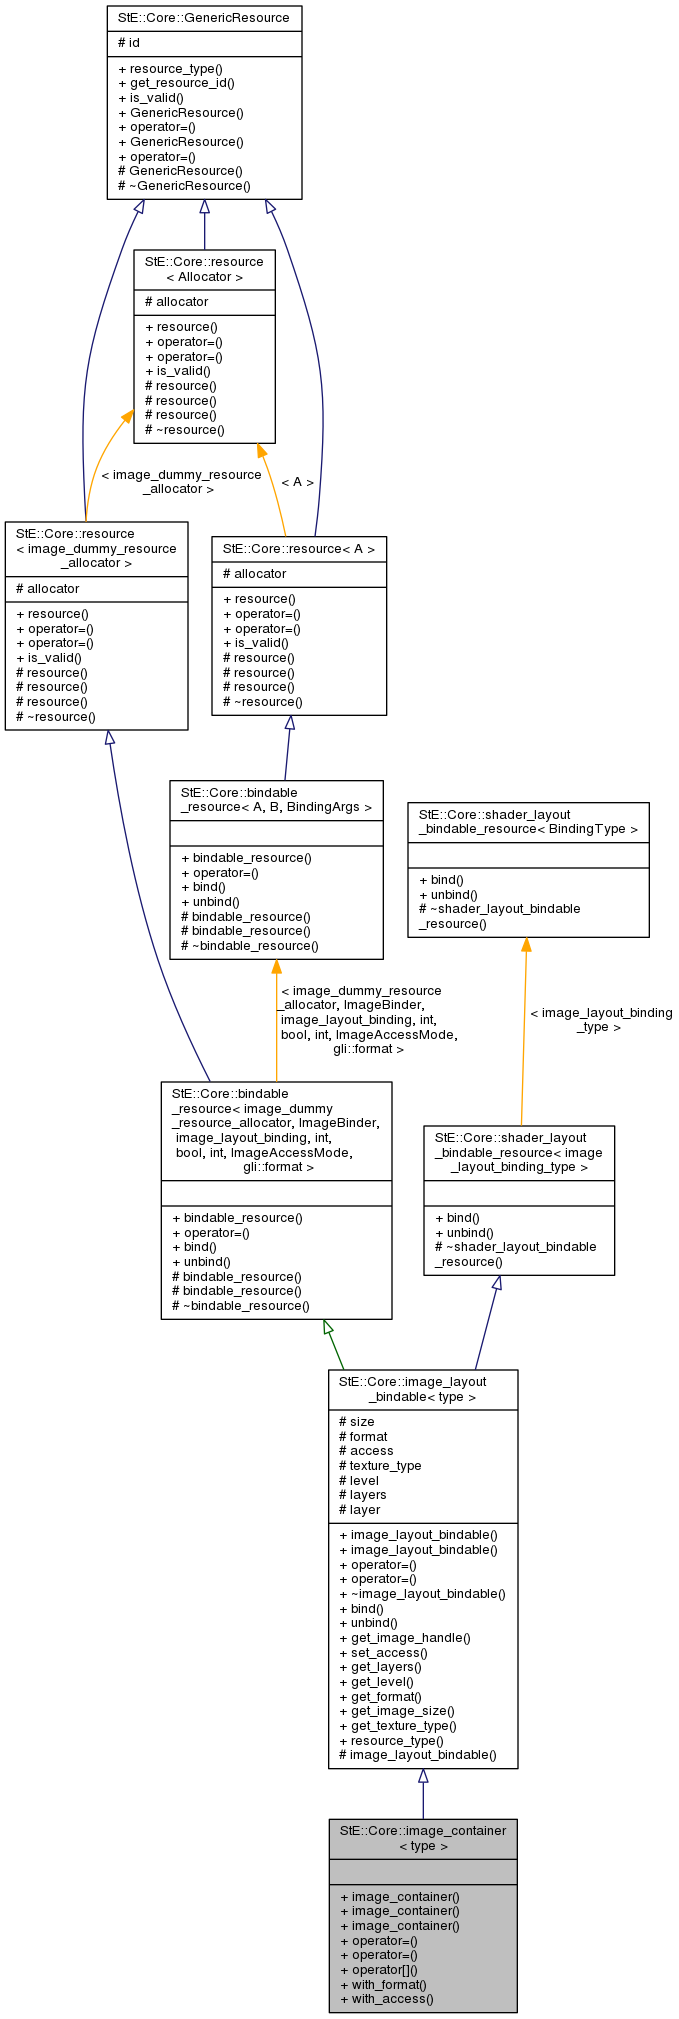 StE::Core::GenericResource
# id
+ resource_type()
+ get_resource_id()
+ is_valid()
+ GenericResource()
+ operator=()
+ GenericResource()
+ operator=()
# GenericResource()
# ~GenericResource()
StE::Core::resource
< Allocator >
# allocator
+ resource()
+ operator=()
+ operator=()
+ is_valid()
# resource()
# resource()
# resource()
# ~resource()
< image_dummy_resource
_allocator >
< A >
StE::Core::resource
< image_dummy_resource
_allocator >
# allocator
+ resource()
+ operator=()
+ operator=()
+ is_valid()
# resource()
# resource()
# resource()
# ~resource()
StE::Core::resource< A >
# allocator
+ resource()
+ operator=()
+ operator=()
+ is_valid()
# resource()
# resource()
# resource()
# ~resource()
StE::Core::bindable
_resource< A, B, BindingArgs >
+ bindable_resource()
+ operator=()
+ bind()
+ unbind()
# bindable_resource()
# bindable_resource()
# ~bindable_resource()
StE::Core::shader_layout
_bindable_resource< BindingType >
+ bind()
+ unbind()
# ~shader_layout_bindable
_resource()
< image_dummy_resource
_allocator, ImageBinder,
image_layout_binding, int,
bool, int, ImageAccessMode,
gli::format >
< image_layout_binding
_type >
StE::Core::bindable
_resource< image_dummy
_resource_allocator, ImageBinder,
image_layout_binding, int,
bool, int, ImageAccessMode,
gli::format >
+ bindable_resource()
+ operator=()
+ bind()
+ unbind()
# bindable_resource()
# bindable_resource()
# ~bindable_resource()
StE::Core::shader_layout
_bindable_resource< image
_layout_binding_type >
+ bind()
+ unbind()
# ~shader_layout_bindable
_resource()
StE::Core::image_layout
_bindable< type >
# size
# format
# access
# texture_type
# level
# layers
# layer
+ image_layout_bindable()
+ image_layout_bindable()
+ operator=()
+ operator=()
+ ~image_layout_bindable()
+ bind()
+ unbind()
+ get_image_handle()
+ set_access()
+ get_layers()
+ get_level()
+ get_format()
+ get_image_size()
+ get_texture_type()
+ resource_type()
# image_layout_bindable()
StE::Core::image_container
< type >
+ image_container()
+ image_container()
+ image_container()
+ operator=()
+ operator=()
+ operator[]()
+ with_format()
+ with_access()